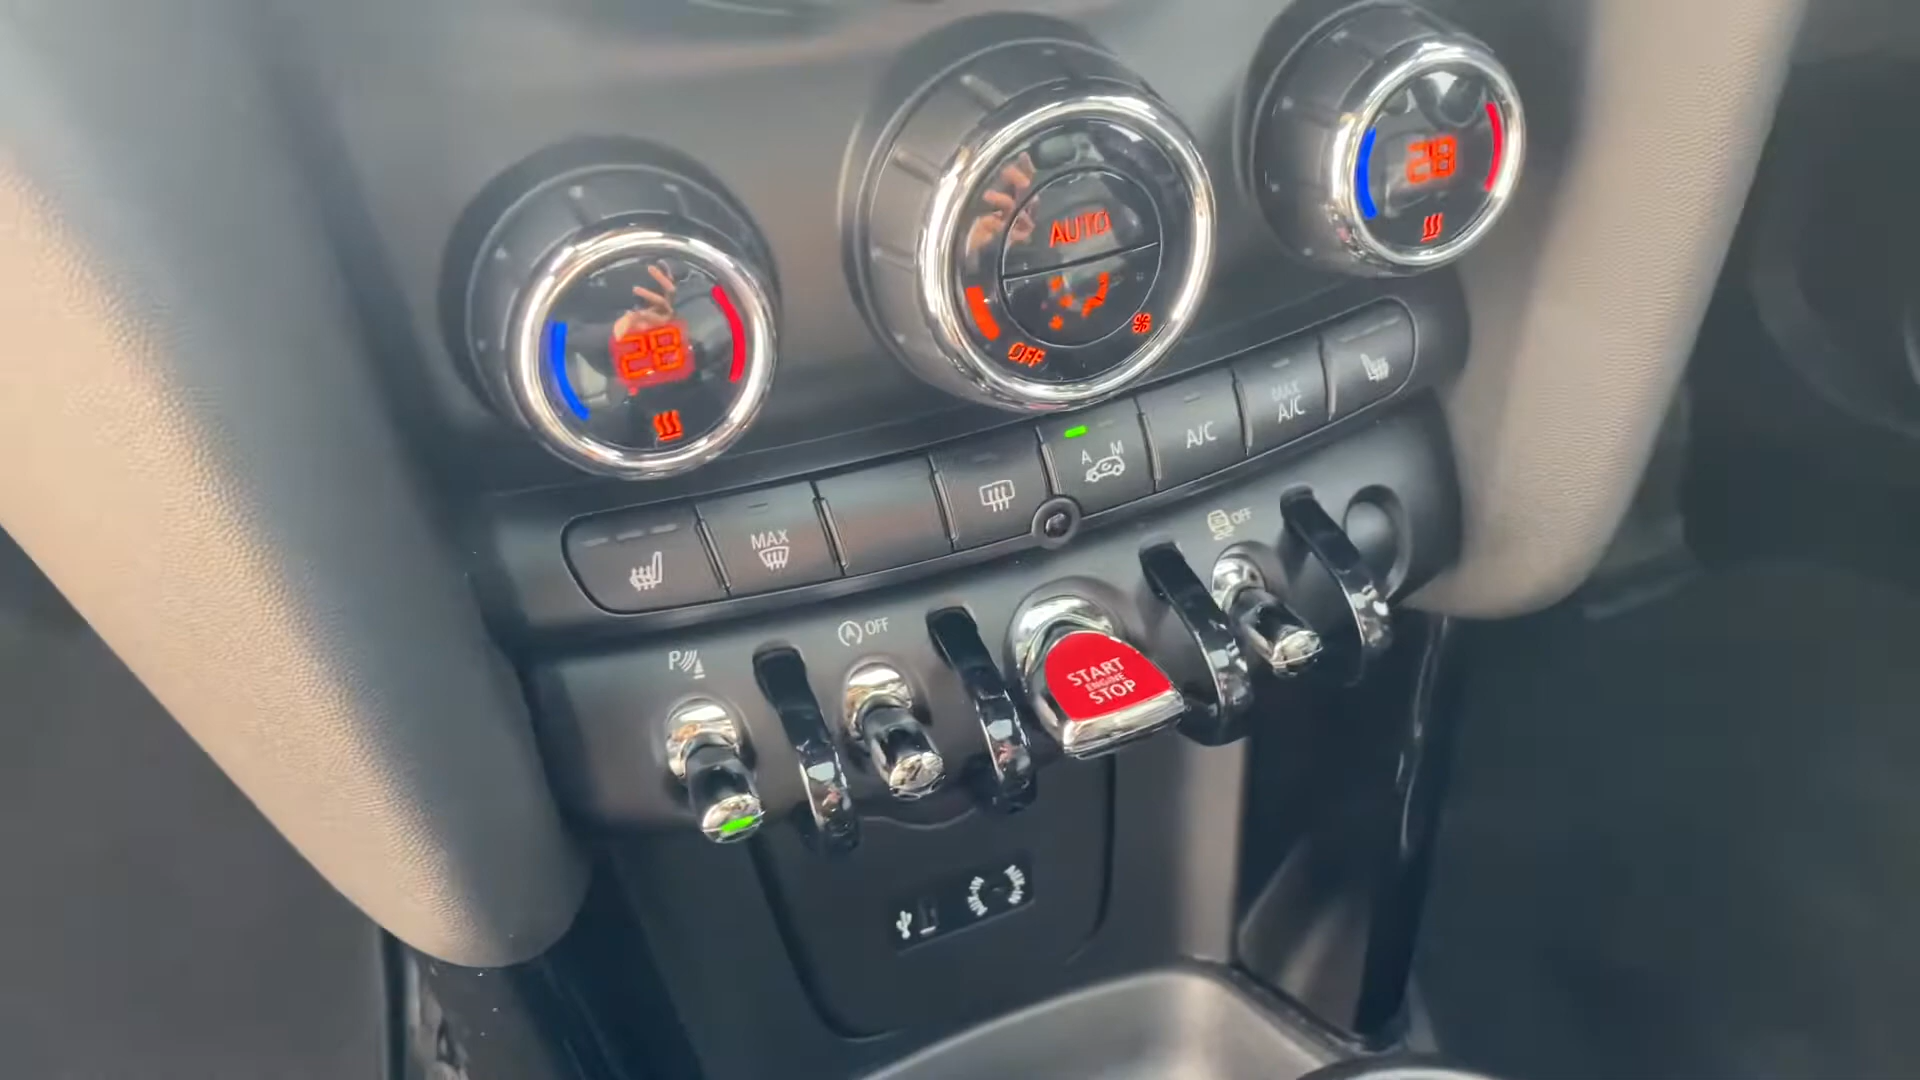 28
AUTO
OFF
28
MAX
A M
A/C
MAX
A/C
P
A OFF
START
ENGINE
STOP
OFF